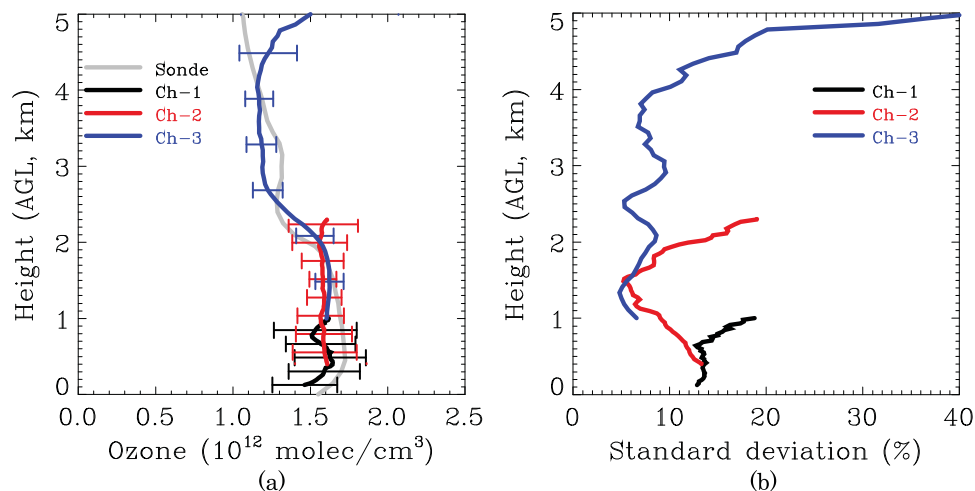 5
4
3
2
1
0
Height (AGL, km)
Sonde
Ch-1
Ch-2
Ch-3
0.0 0.5 1.0 1.5 2.0 2.5
Ozone (10¹² molec/cm³)
(a)
5
4
3
2
1
0
Height (AGL, km)
Ch-1
Ch-2
Ch-3
0 10 20 30 40
Standard deviation (%)
(b)